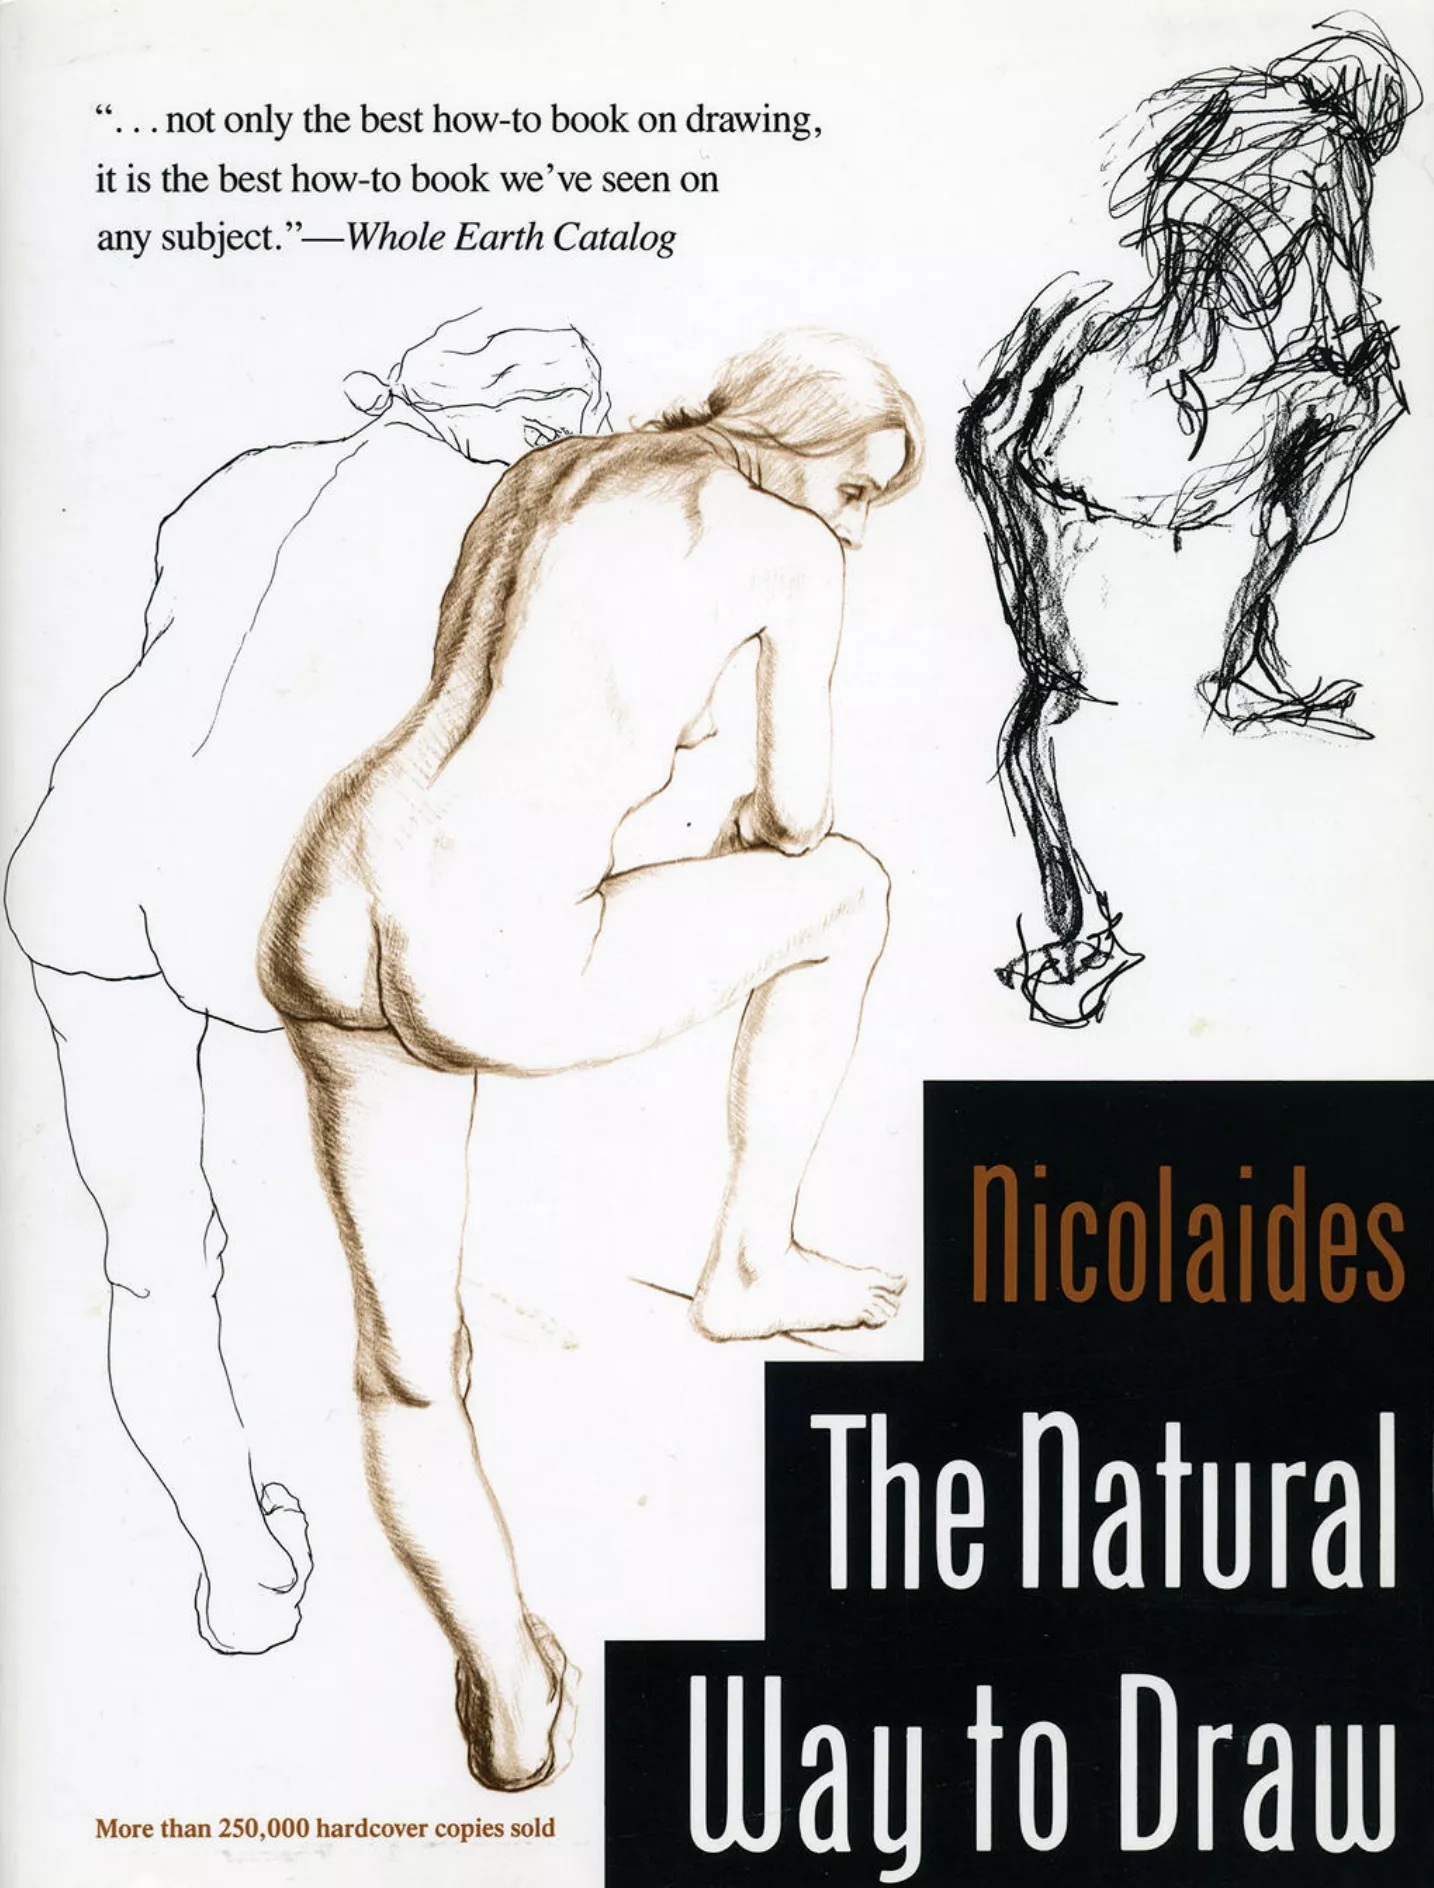 “. . . not only the best how-to book on drawing,
it is the best how-to book we’ve seen on
any subject.”—Whole Earth Catalog
Nicolaides
The Natural
Way to Draw
More than 250,000 hardcover copies sold